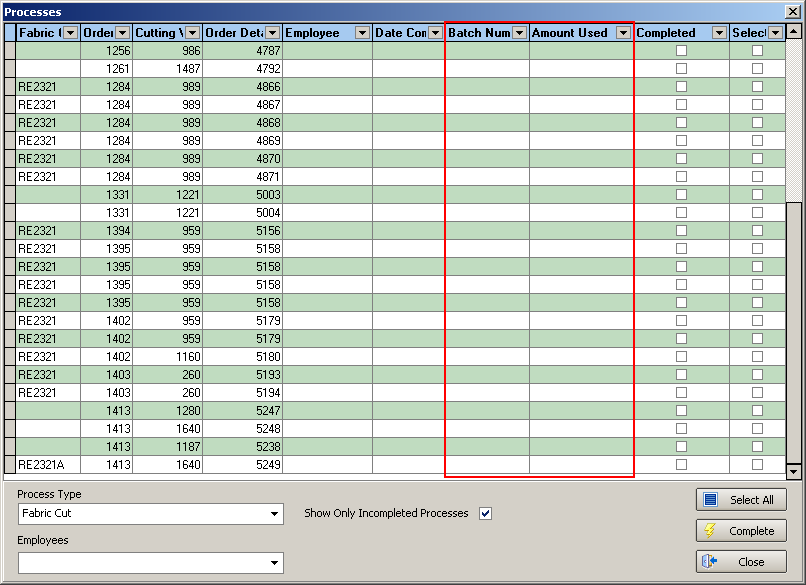 Processes
Fabric Order Cutting Order Deta Employee Date Com Batch Num Amount Used Completed Select
1256 986 4787
1261 1487 4792
RE2321 1284 989 4866
RE2321 1284 989 4867
RE2321 1284 989 4868
RE2321 1284 989 4869
RE2321 1284 989 4870
RE2321 1284 989 4871
1331 1221 5003
1331 1221 5004
RE2321 1394 959 5156
RE2321 1395 959 5158
RE2321 1395 959 5158
RE2321 1395 959 5158
RE2321 1395 959 5158
RE2321 1402 959 5179
RE2321 1402 959 5179
RE2321 1402 1160 5180
RE2321 1403 260 5193
RE2321 1403 260 5194
1413 1280 5247
1413 1640 5248
1413 1187 5238
RE2321A 1413 1640 5249
Process Type
Fabric Cut
Show Only Incompleted Processes
Employees
Select All
Complete
Close